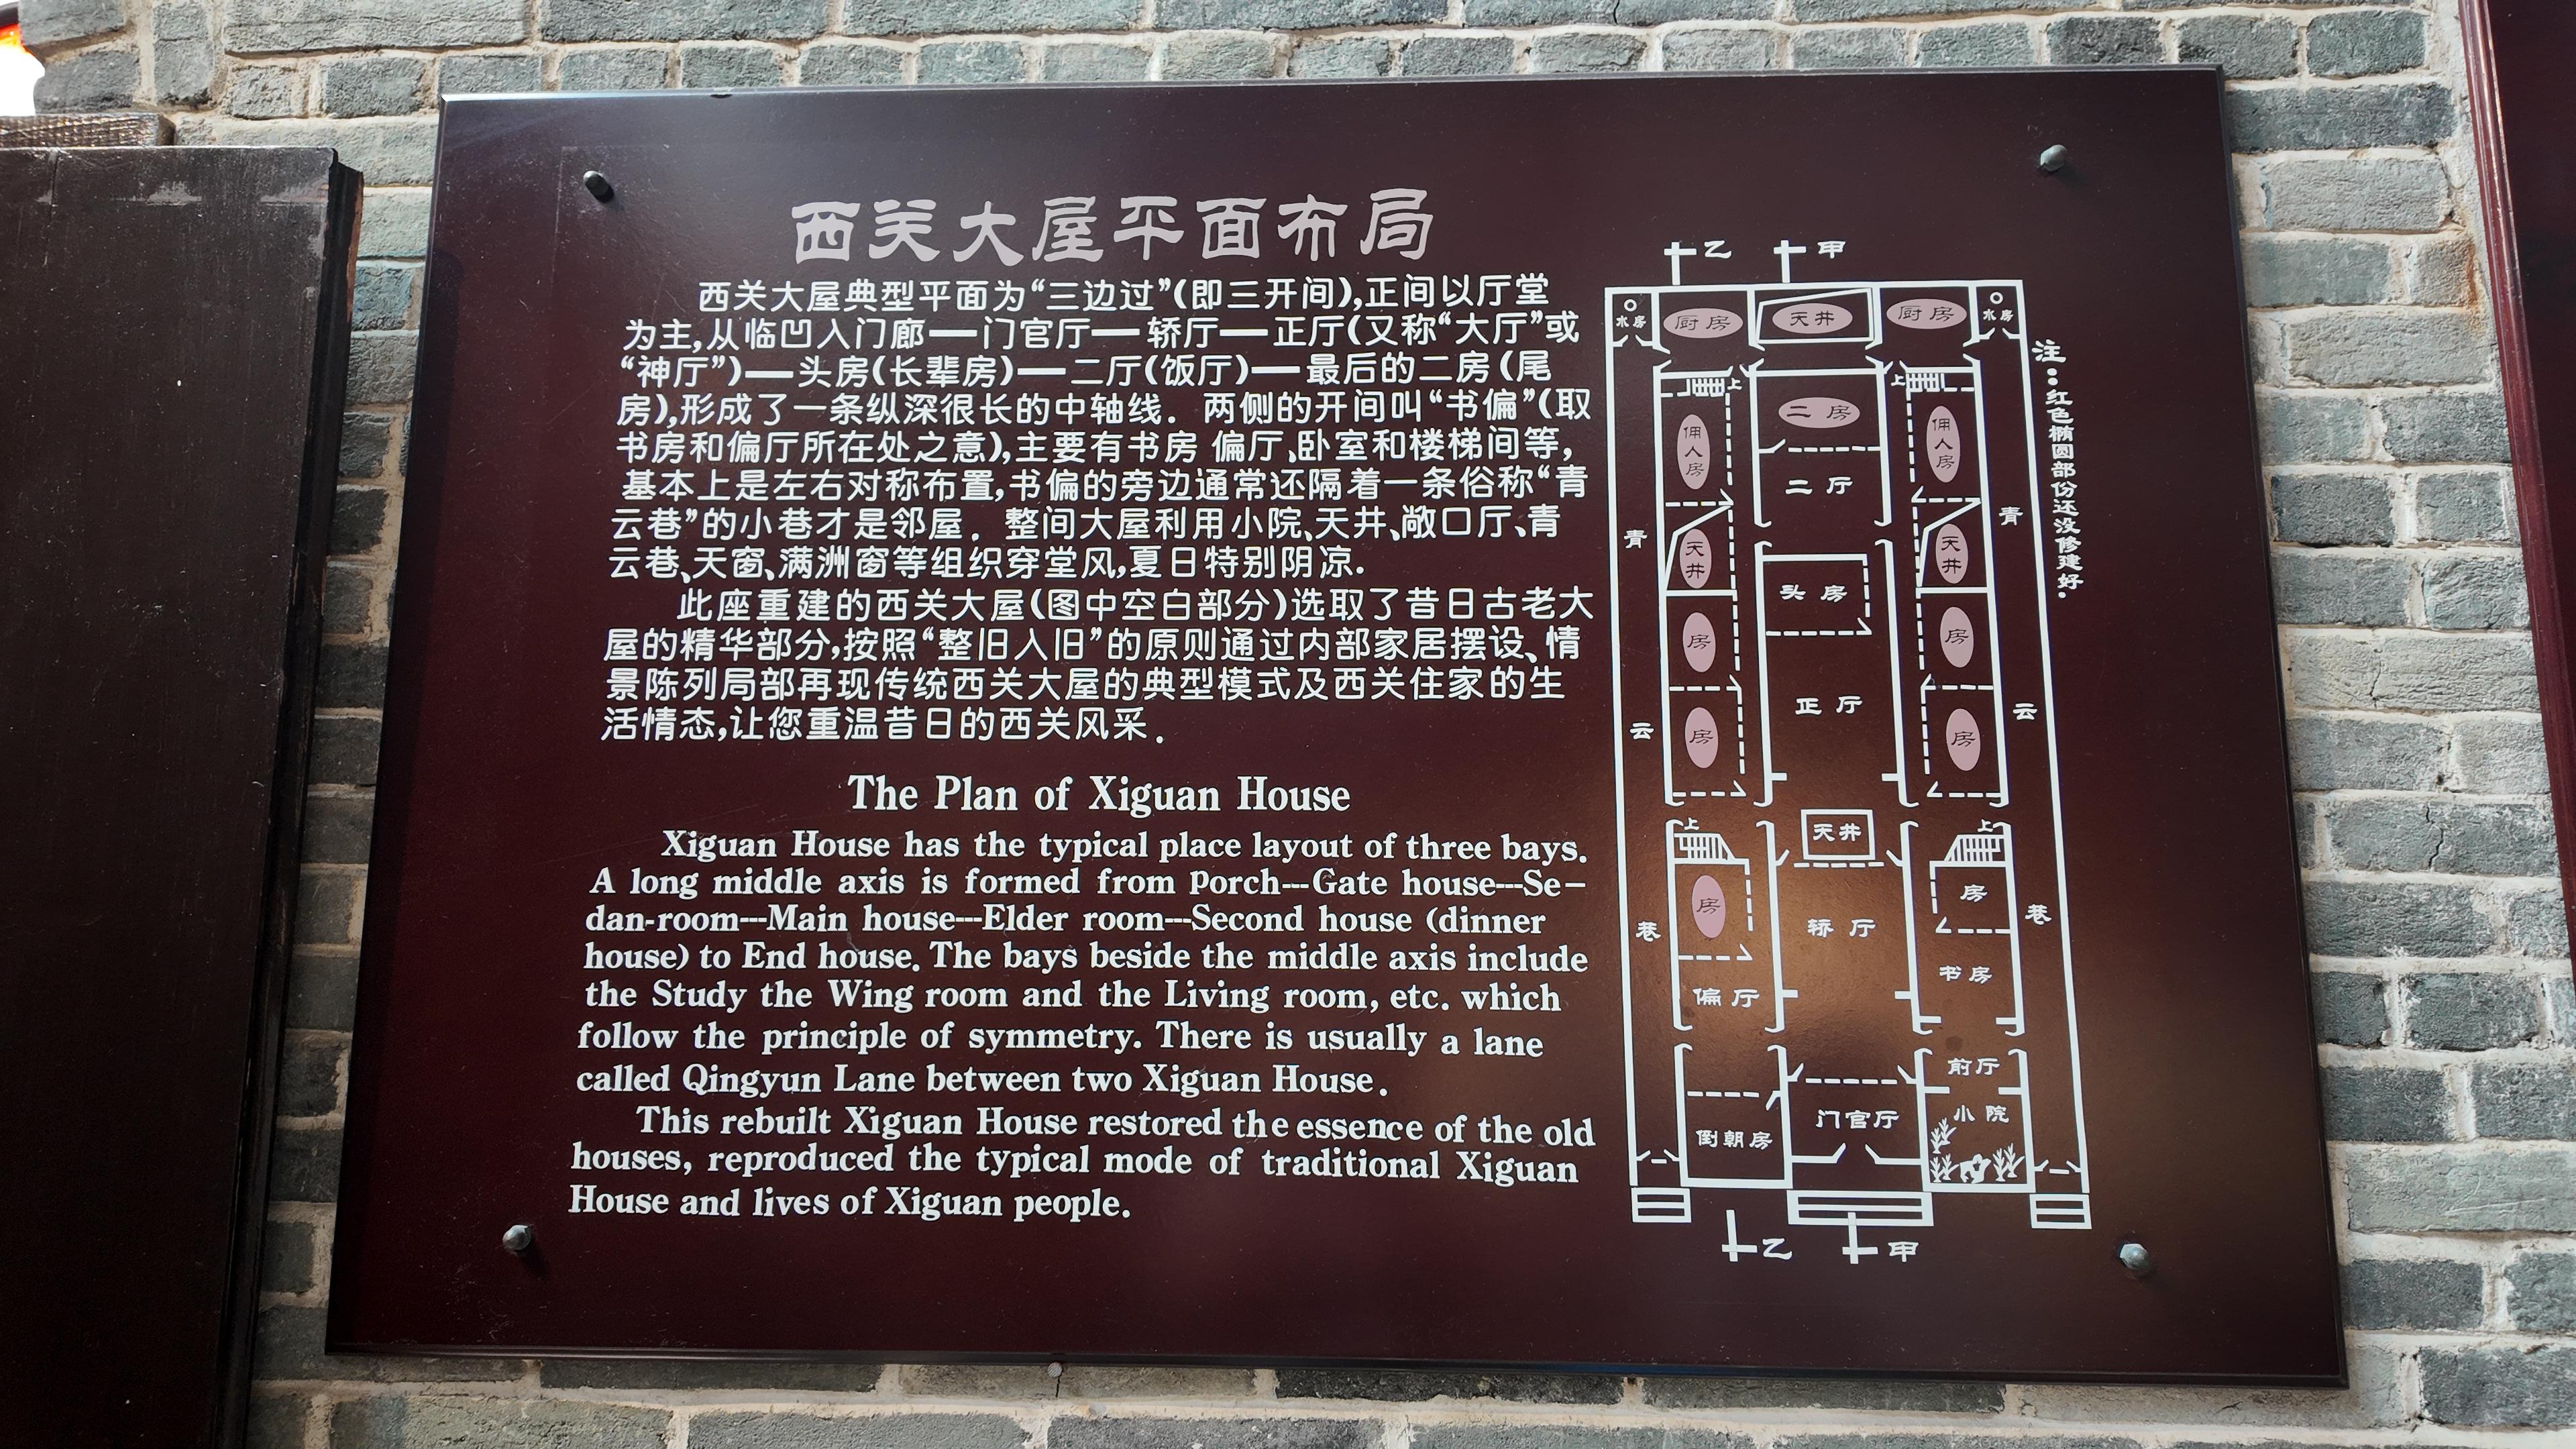 西关大屋平面布局
西关大屋典型平面为“三边过”(即三开间),正间以厅堂
为主,从临凹入门廊——门官厅——轿厅——正厅(又称“大厅”或
“神厅”)——头房(长辈房)——二厅(饭厅)——最后的二房(尾
房),形成了一条纵深很长的中轴线. 两侧的开间叫“书偏”(取
书房和偏厅所在处之意),主要有书房 偏厅、卧室和楼梯间等,
基本上是左右对称布置,书偏的旁边通常还隔着一条俗称“青
云巷”的小巷才是邻屋. 整间大屋利用小院、天井、敞口厅、青
云巷、天窗、满洲窗等组织穿堂风,夏日特别阴凉.
此座重建的西关大屋(图中空白部分)选取了昔日古老大
屋的精华部分,按照“整旧入旧”的原则通过内部家居摆设、情
景陈列局部再现传统西关大屋的典型模式及西关住家的生
活情态,让您重温昔日的西关风采.
The Plan of Xiguan House
Xiguan House has the typical place layout of three bays.
A long middle axis is formed from porch---Gate house---Se-
dan-room---Main house---Elder room---Second house (dinner
house) to End house. The bays beside the middle axis include
the Study the Wing room and the Living room, etc. which
follow the principle of symmetry. There is usually a lane
called Qingyun Lane between two Xiguan House.
This rebuilt Xiguan House restored the essence of the old
houses, reproduced the typical mode of traditional Xiguan
House and lives of Xiguan people.
乙 甲
水房 厨房 天井 厨房 水房
上 上
佣人房 二房 佣人房
二厅
天井 天井
头房
房 房
正厅
房 房
上 天井 上
房 房
轿厅
书房
偏厅
前厅
小院
门官厅
倒朝房
青云巷
青云巷
乙 甲
注:红色椭圆部份还没修建好.